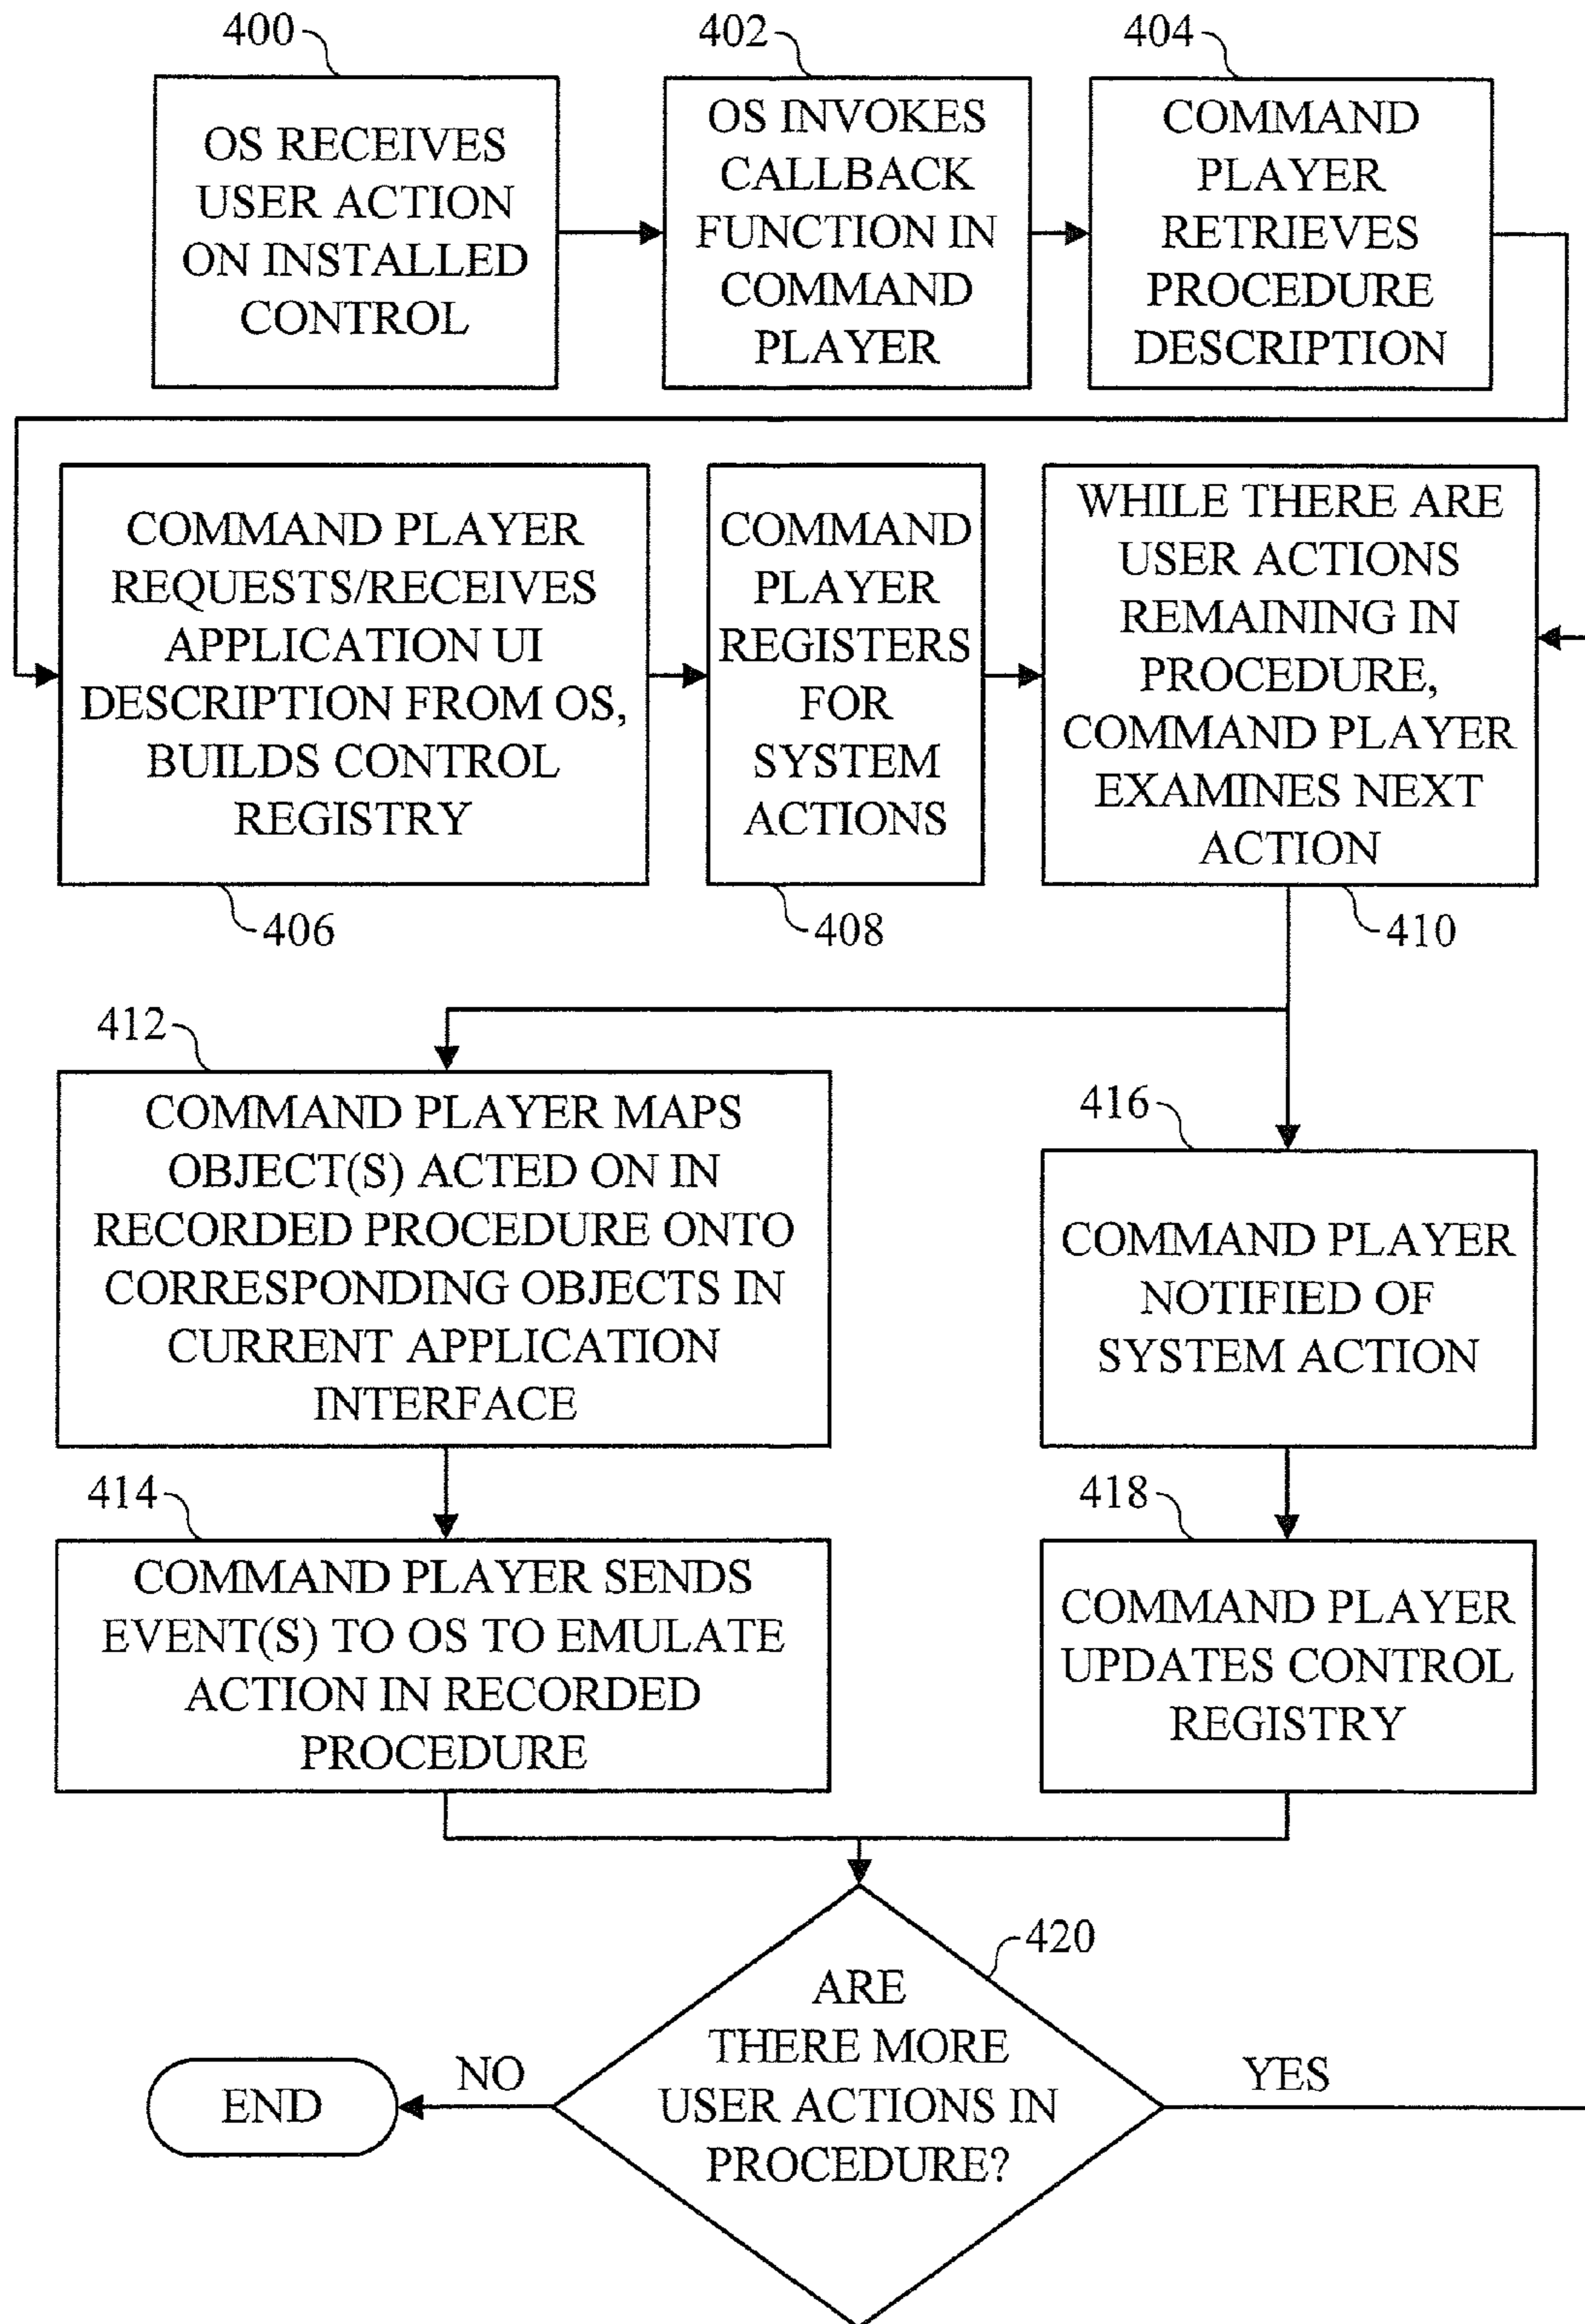 400
402
404
OS RECEIVES
USER ACTION
ON INSTALLED
CONTROL
OS INVOKES
CALLBACK
FUNCTION IN
COMMAND
PLAYER
COMMAND
PLAYER
RETRIEVES
PROCEDURE
DESCRIPTION
COMMAND PLAYER
REQUESTS/RECEIVES
APPLICATION UI
DESCRIPTION FROM OS,
BUILDS CONTROL
REGISTRY
406
COMMAND
PLAYER
REGISTERS
FOR
SYSTEM
ACTIONS
408
WHILE THERE ARE
USER ACTIONS
REMAINING IN
PROCEDURE,
COMMAND PLAYER
EXAMINES NEXT
ACTION
410
412
COMMAND PLAYER MAPS
OBJECT(S) ACTED ON IN
RECORDED PROCEDURE ONTO
CORRESPONDING OBJECTS IN
CURRENT APPLICATION
INTERFACE
416
COMMAND PLAYER
NOTIFIED OF
SYSTEM ACTION
414
COMMAND PLAYER SENDS
EVENT(S) TO OS TO EMULATE
ACTION IN RECORDED
PROCEDURE
418
COMMAND PLAYER
UPDATES CONTROL
REGISTRY
420
ARE
THERE MORE
USER ACTIONS IN
PROCEDURE?
NO
END
YES